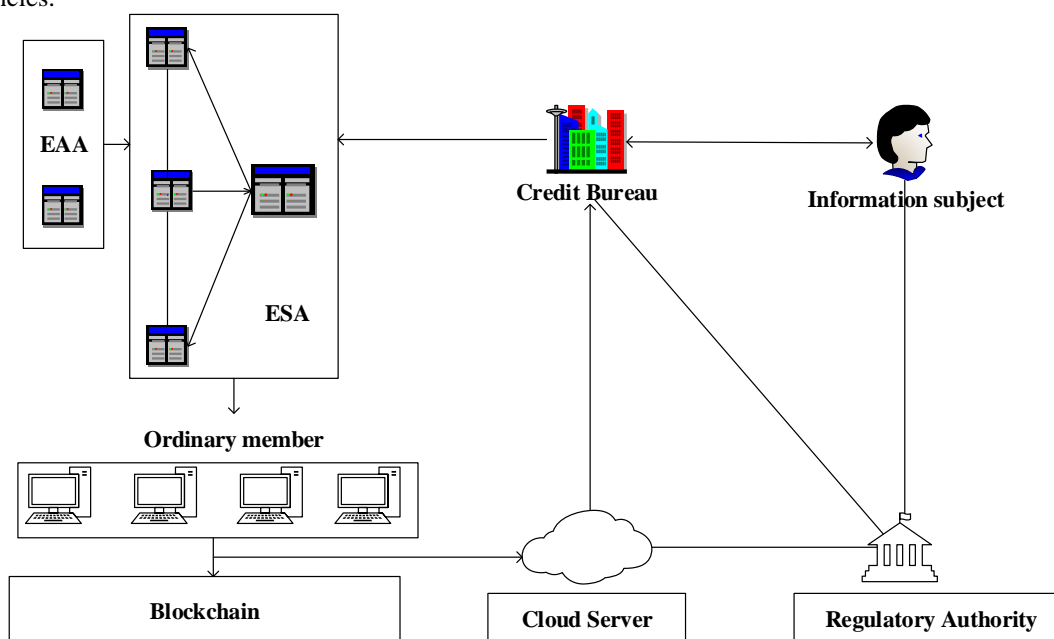 EAA
ESA
Credit Bureau
Information subject
Ordinary member
Blockchain
Cloud Server
Regulatory Authority